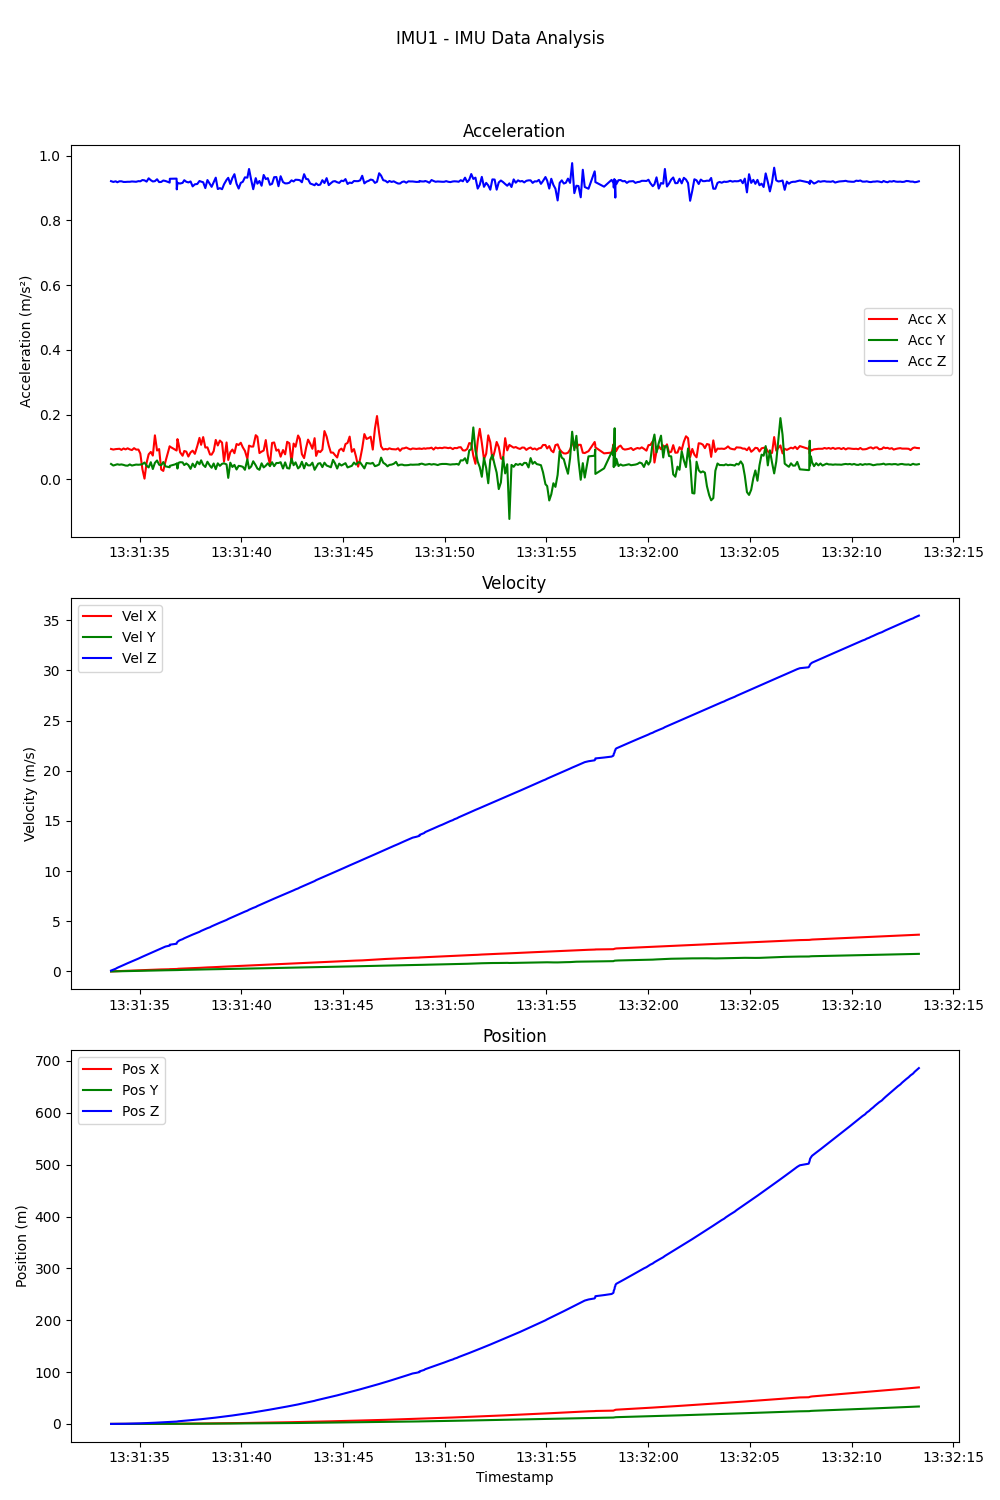 IMU1 - IMU Data Analysis
Acceleration
Acceleration (m/s²)
1.0
0.8
0.6
0.4
0.2
0.0
Acc X
Acc Y
Acc Z
13:31:35 13:31:40 13:31:45 13:31:50 13:31:55 13:32:00 13:32:05 13:32:10 13:32:15
Velocity
Velocity (m/s)
35
30
25
20
15
10
5
0
Vel X
Vel Y
Vel Z
13:31:35 13:31:40 13:31:45 13:31:50 13:31:55 13:32:00 13:32:05 13:32:10 13:32:15
Position
Position (m)
700
600
500
400
300
200
100
0
Pos X
Pos Y
Pos Z
13:31:35 13:31:40 13:31:45 13:31:50 13:31:55 13:32:00 13:32:05 13:32:10 13:32:15
Timestamp